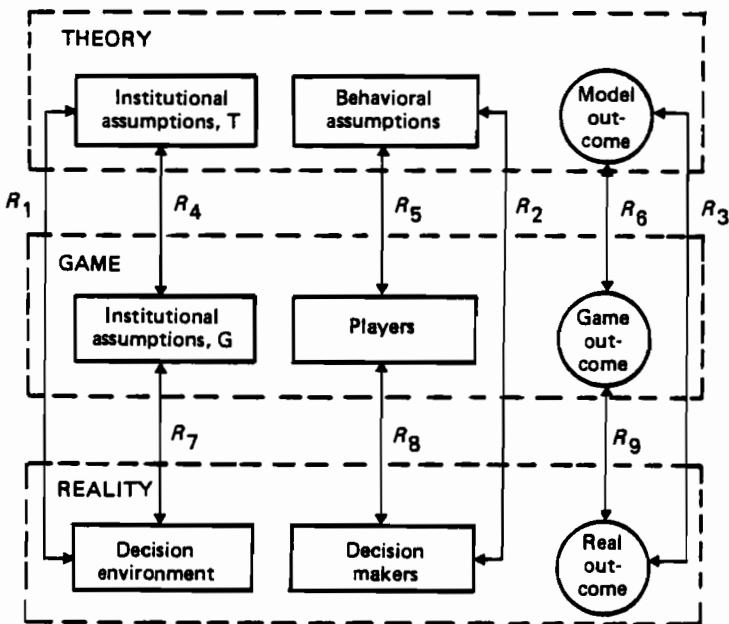 THEORY
Institutional
assumptions, T
Behavioral
assumptions
Model
out-
come
R1
R4
R5
R2
R6
R3
GAME
Institutional
assumptions, G
Players
Game
out-
come
R7
R8
R9
REALITY
Decision
environment
Decision
makers
Real
out-
come